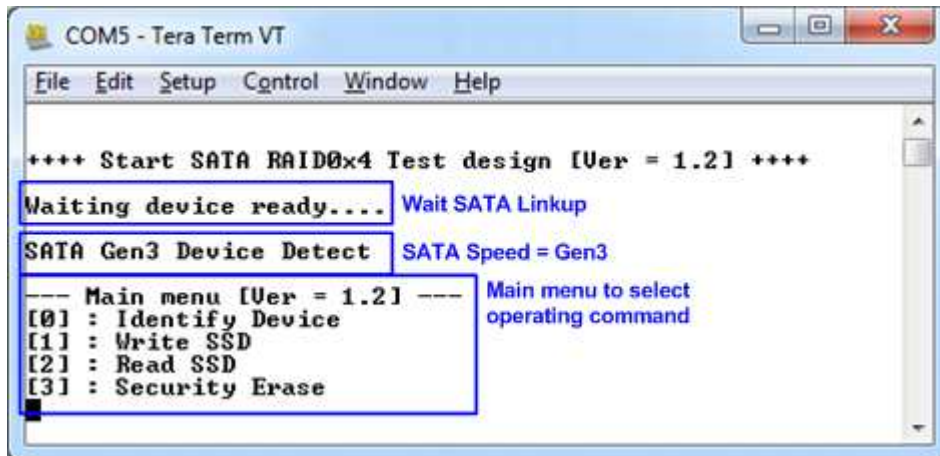 COM5 - Tera Term VT
File Edit Setup Control Window Help
++++ Start SATA RAID0x4 Test design [Ver = 1.2] ++++
Waiting device ready.... Wait SATA Linkup
SATA Gen3 Device Detect SATA Speed = Gen3
--- Main menu [Ver = 1.2] --- Main menu to select
[0] : Identify Device operating command
[1] : Write SSD
[2] : Read SSD
[3] : Security Erase